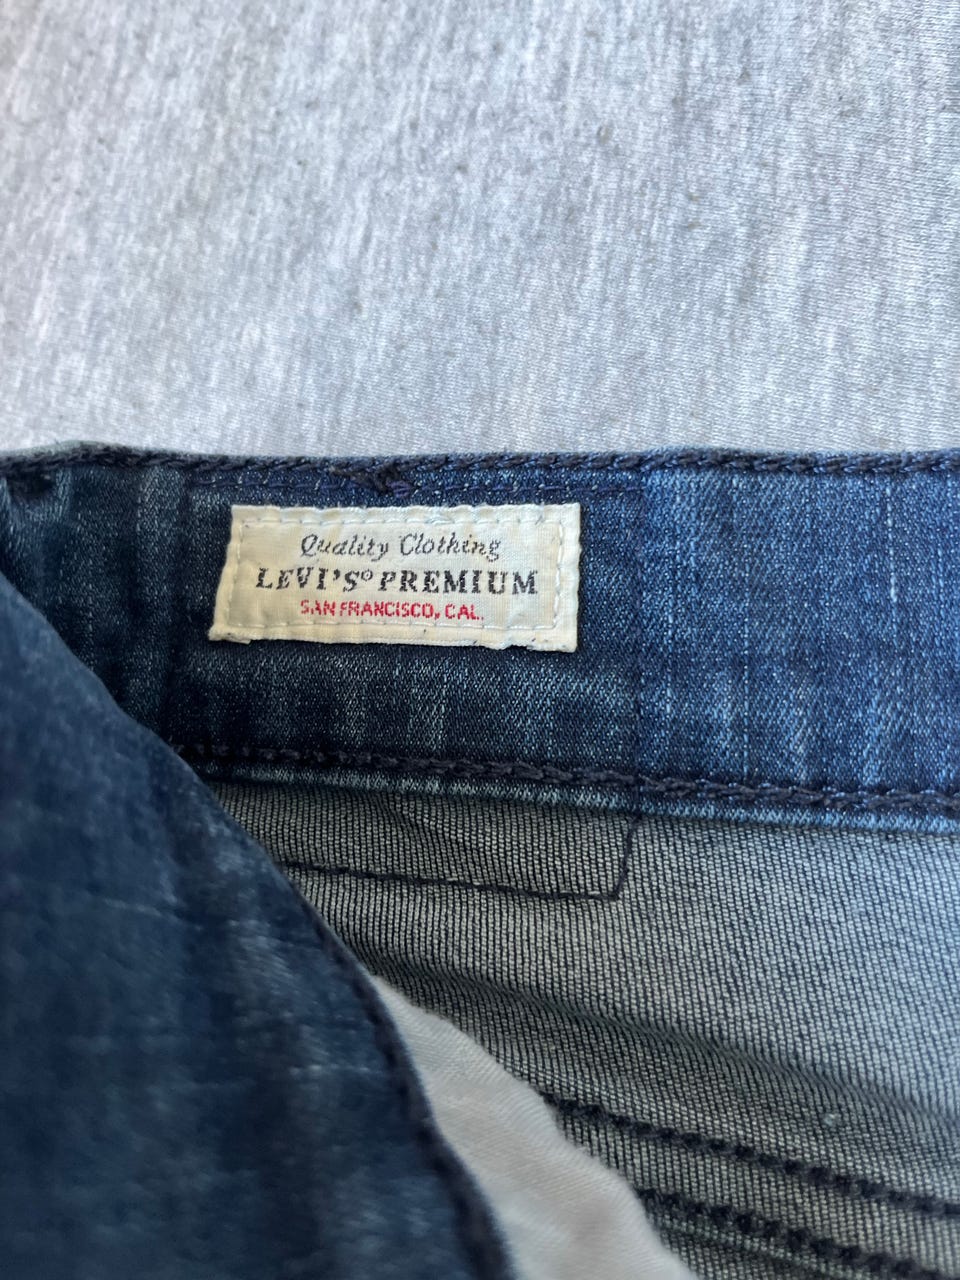 Quality Clothing
LEVI'S® PREMIUM
SAN FRANCISCO, CAL.